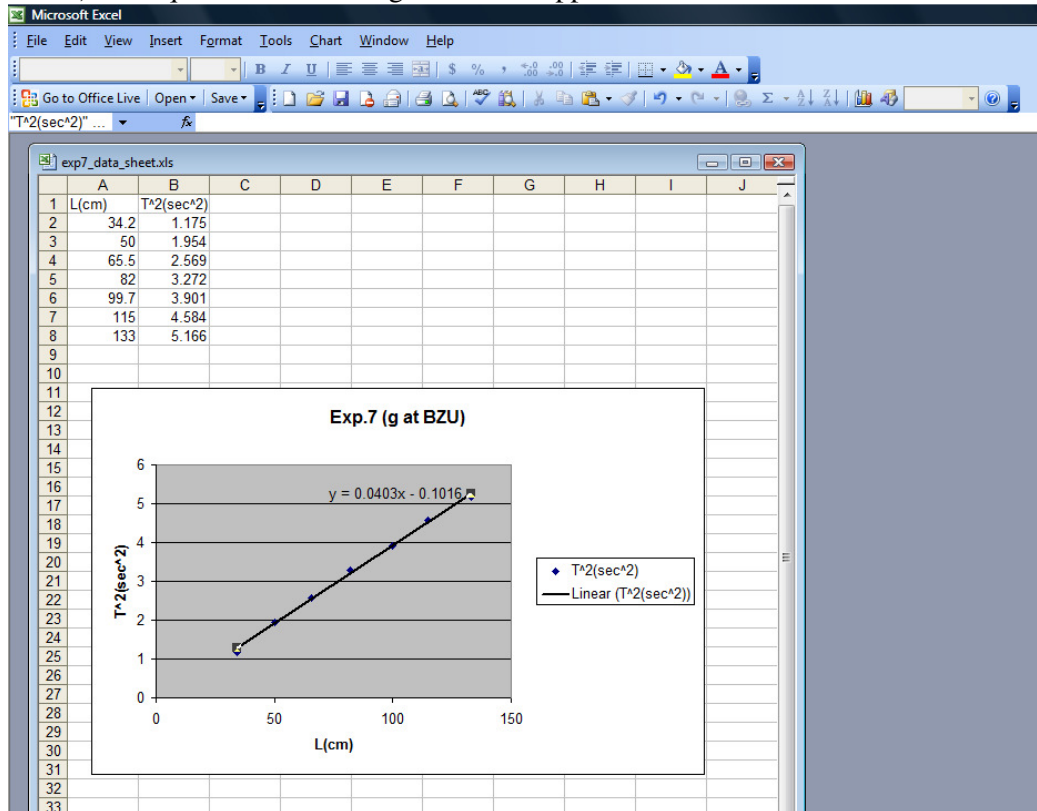 Microsoft Excel
File Edit View Insert Format Tools Chart Window Help
B I U $ % , .00 .00 A
Go to Office Live Open Save ABC Σ
"T^2(sec^2)" ... fx
exp7_data_sheet.xls
A B C D E F G H I J
1 L(cm) T^2(sec^2)
2 34.2 1.175
3 50 1.954
4 65.5 2.569
5 82 3.272
6 99.7 3.901
7 115 4.584
8 133 5.166
9
10
11
12
13
14
15
16
17
18
19
20
21
22
23
24
25
26
27
28
29
30
31
32
33
Exp.7 (g at BZU)
y = 0.0403x - 0.1016
6
5
4
3
2
1
0
T^2(sec^2)
0 50 100 150
L(cm)
T^2(sec^2)
Linear (T^2(sec^2))